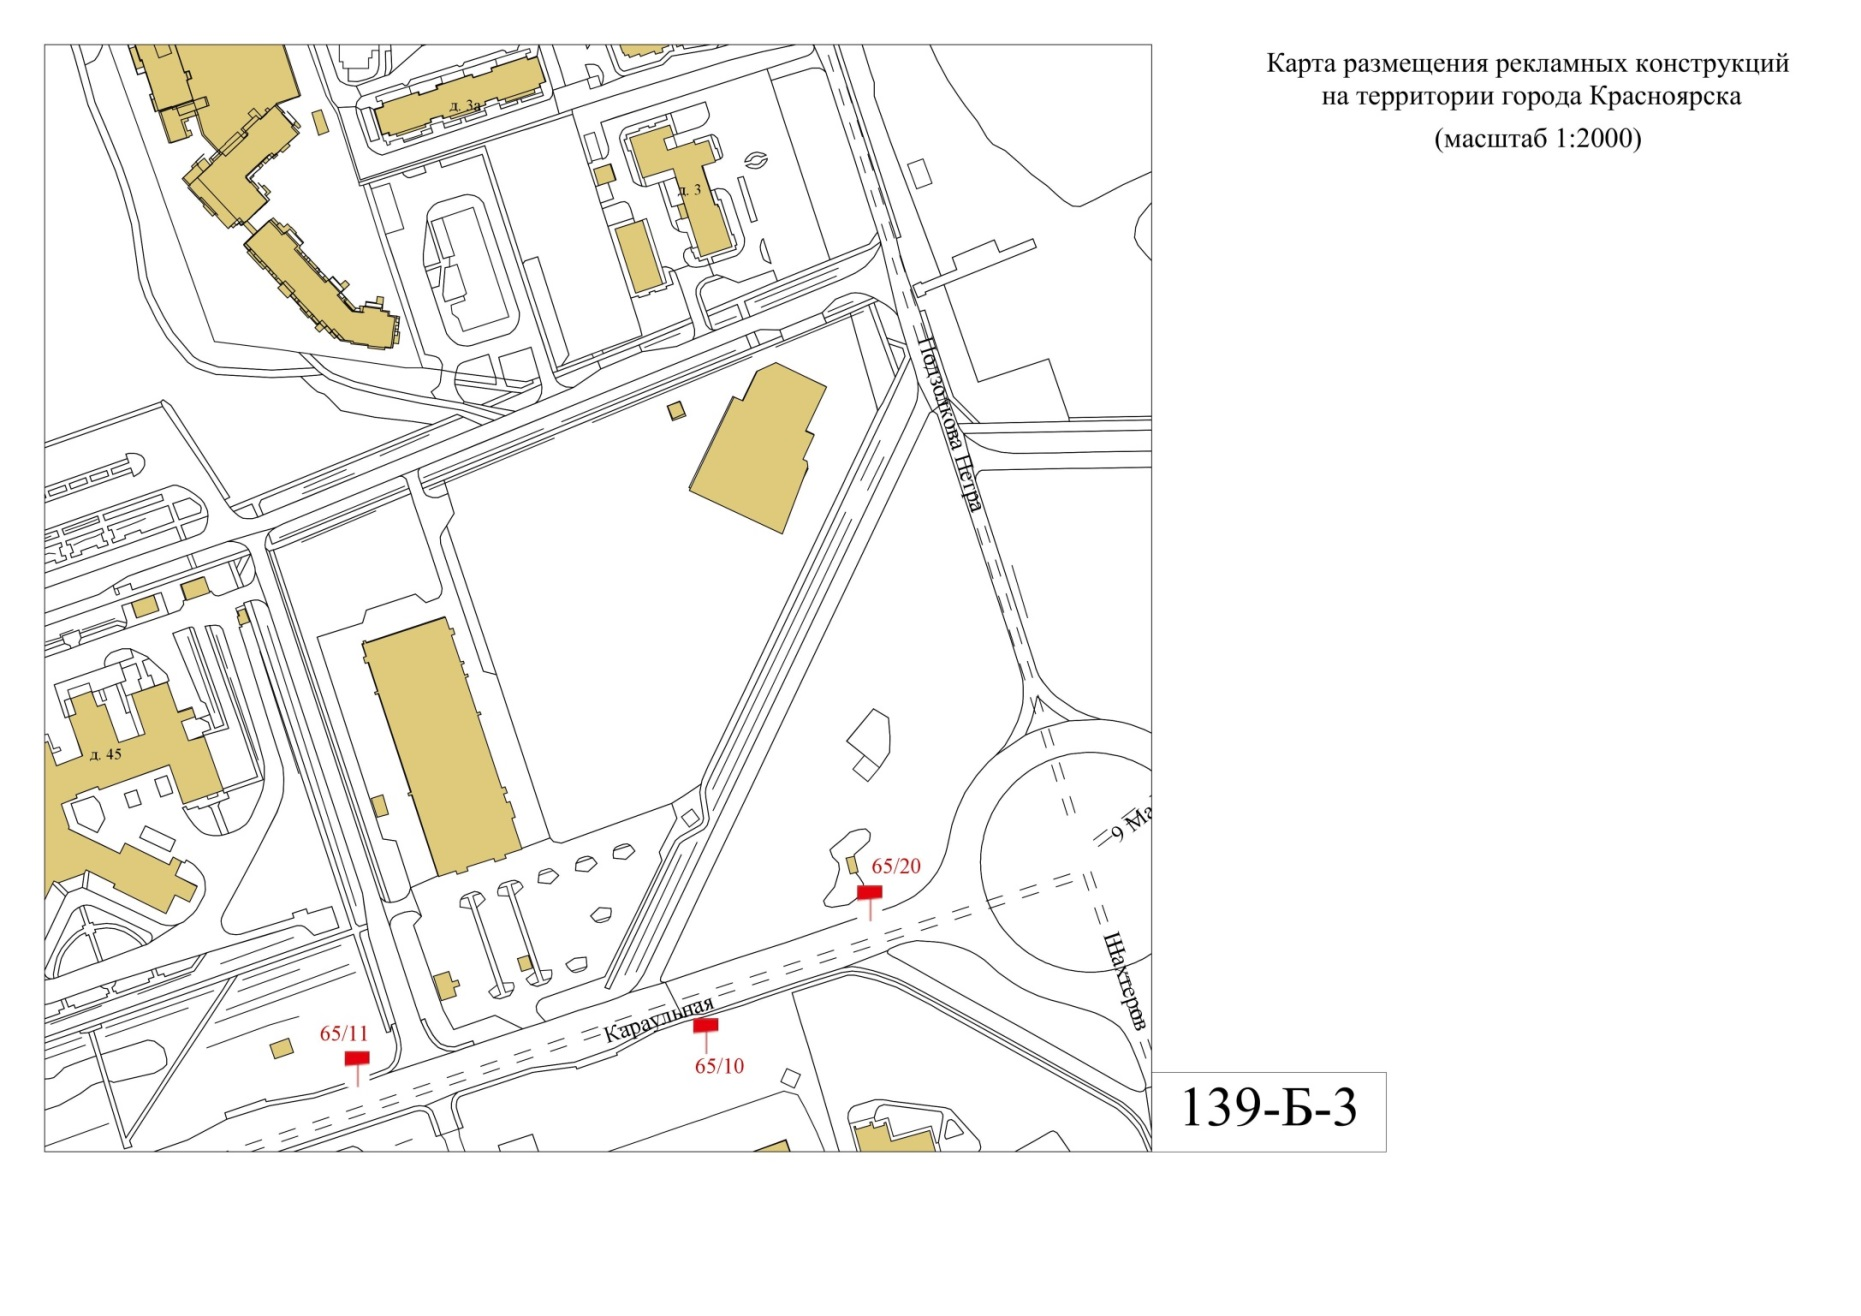 Карта размещения рекламных конструкций
на территории города Красноярска
(масштаб 1:2000)
д. 3а
д. 3
Подзолкова Петра
д. 45
9 Ма
65/20
Шахтеров
Караульная
65/11
65/10
139-Б-3